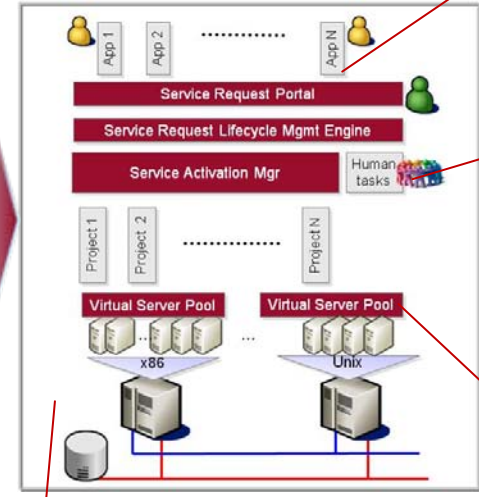 App 1
App 2
App N
Service Request Portal
Service Request Lifecycle Mgmt Engine
Service Activation Mgr
Human
tasks
Project 1
Project 2
Project N
Virtual Server Pool
Virtual Server Pool
...
...
x86
Unix